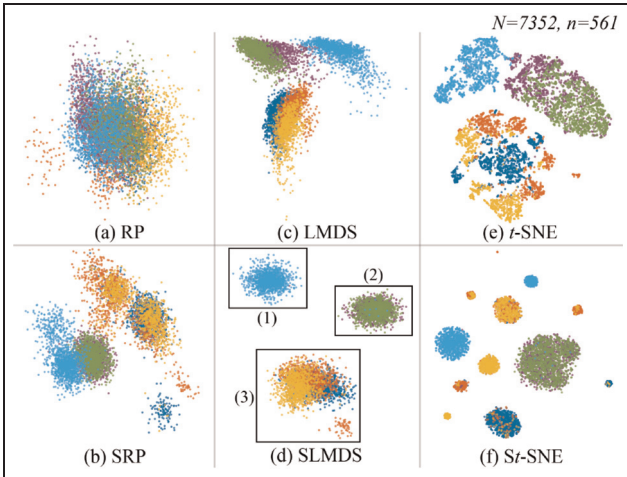 N=7352, n=561
(a) RP
(c) LMDS
(e) t-SNE
(1)
(2)
(3)
(b) SRP
(d) SLMDS
(f) St-SNE